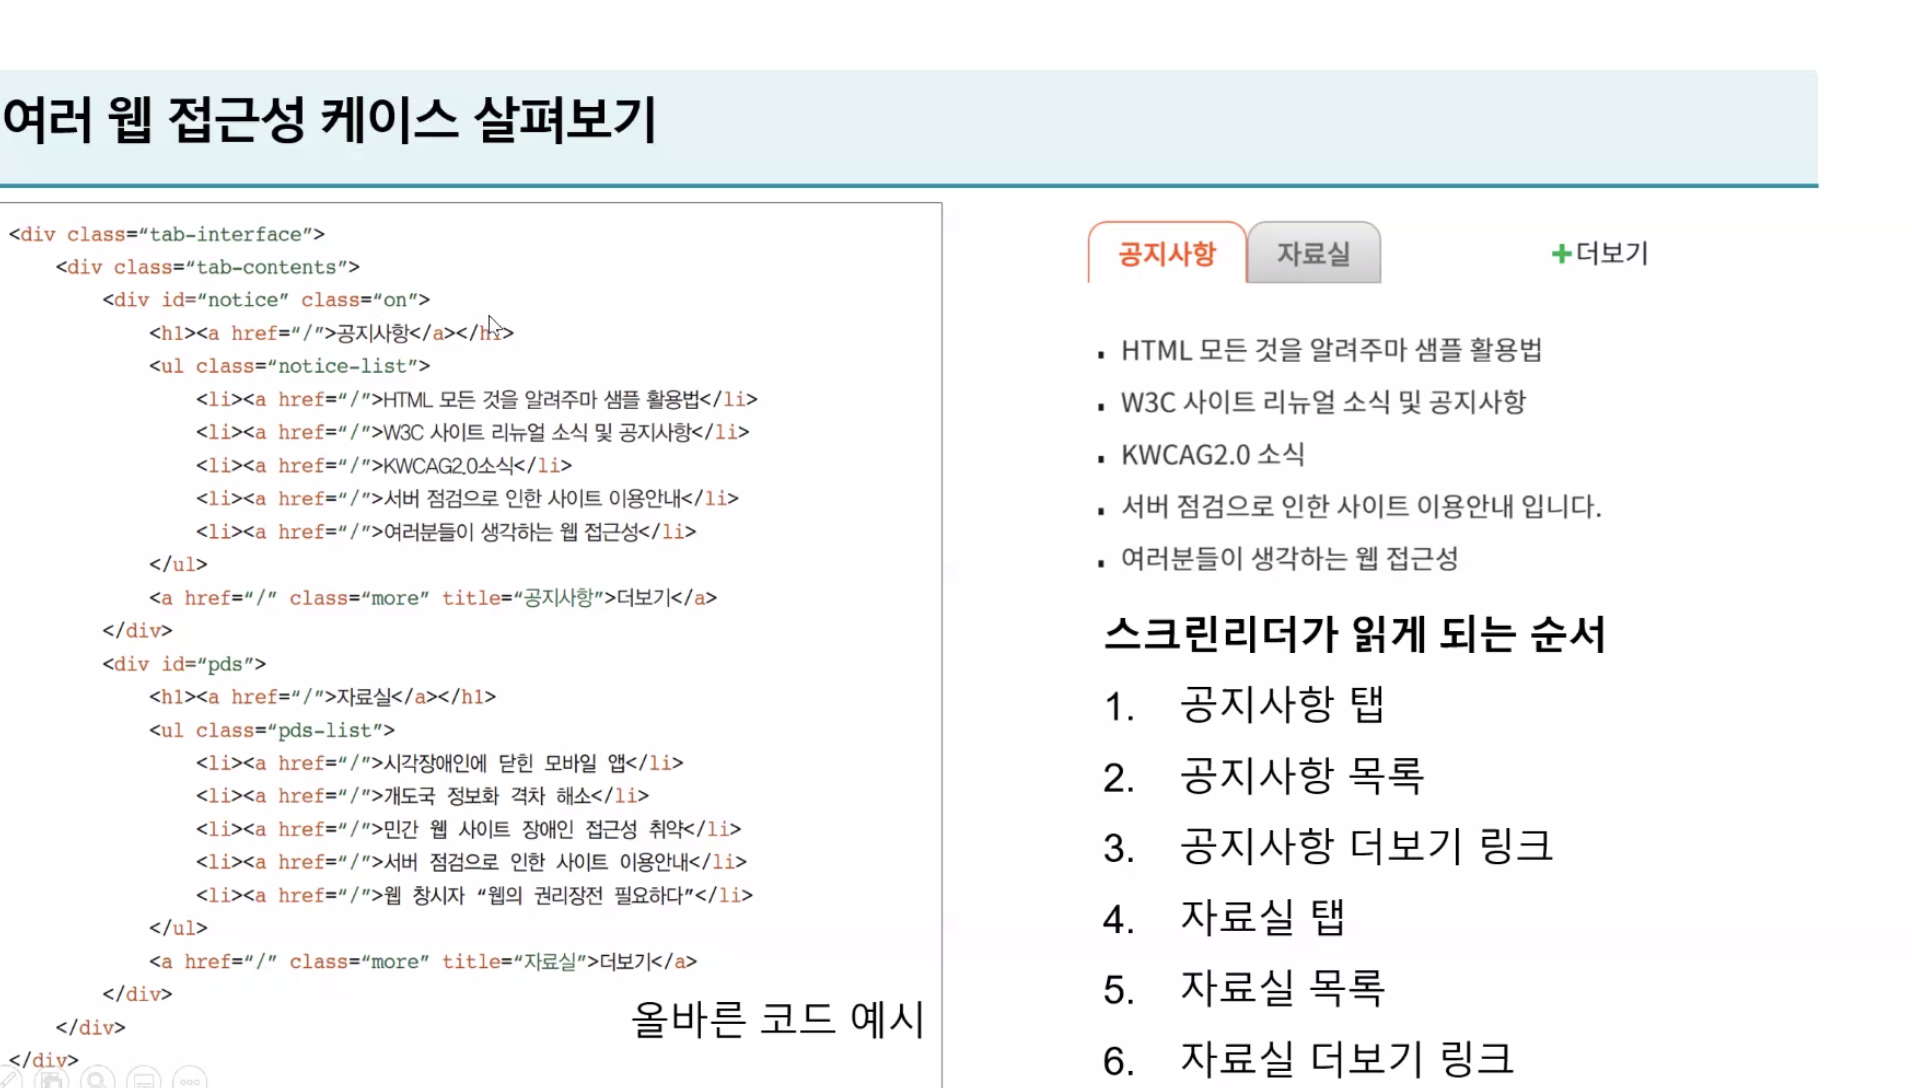 여러 웹 접근성 케이스 살펴보기
<div class=“tab-interface”>
<div class=“tab-contents”>
<div id=“notice” class=“on”>
<h1><a href=“/”>공지사항</a></h1>
<ul class=“notice-list”>
<li><a href=“/”>HTML 모든 것을 알려주마 샘플 활용법</li>
<li><a href=“/”>W3C 사이트 리뉴얼 소식 및 공지사항</li>
<li><a href=“/”>KWCAG2.0소식</li>
<li><a href=“/”>서버 점검으로 인한 사이트 이용안내</li>
<li><a href=“/”>여러분들이 생각하는 웹 접근성</li>
</ul>
<a href=“/” class=“more” title=“공지사항”>더보기</a>
</div>
<div id=“pds”>
<h1><a href=“/”>자료실</a></h1>
<ul class=“pds-list”>
<li><a href=“/”>시각장애인에 닫힌 모바일 앱</li>
<li><a href=“/”>개도국 정보화 격차 해소</li>
<li><a href=“/”>민간 웹 사이트 장애인 접근성 취약</li>
<li><a href=“/”>서버 점검으로 인한 사이트 이용안내</li>
<li><a href=“/”>웹 창시자 “웹의 권리장전 필요하다”</li>
</ul>
<a href=“/” class=“more” title=“자료실”>더보기</a>
</div>
</div>
</div>
올바른 코드 예시
공지사항 자료실 +더보기
▪ HTML 모든 것을 알려주마 샘플 활용법
▪ W3C 사이트 리뉴얼 소식 및 공지사항
▪ KWCAG2.0 소식
▪ 서버 점검으로 인한 사이트 이용안내 입니다.
▪ 여러분들이 생각하는 웹 접근성
스크린리더가 읽게 되는 순서
1. 공지사항 탭
2. 공지사항 목록
3. 공지사항 더보기 링크
4. 자료실 탭
5. 자료실 목록
6. 자료실 더보기 링크